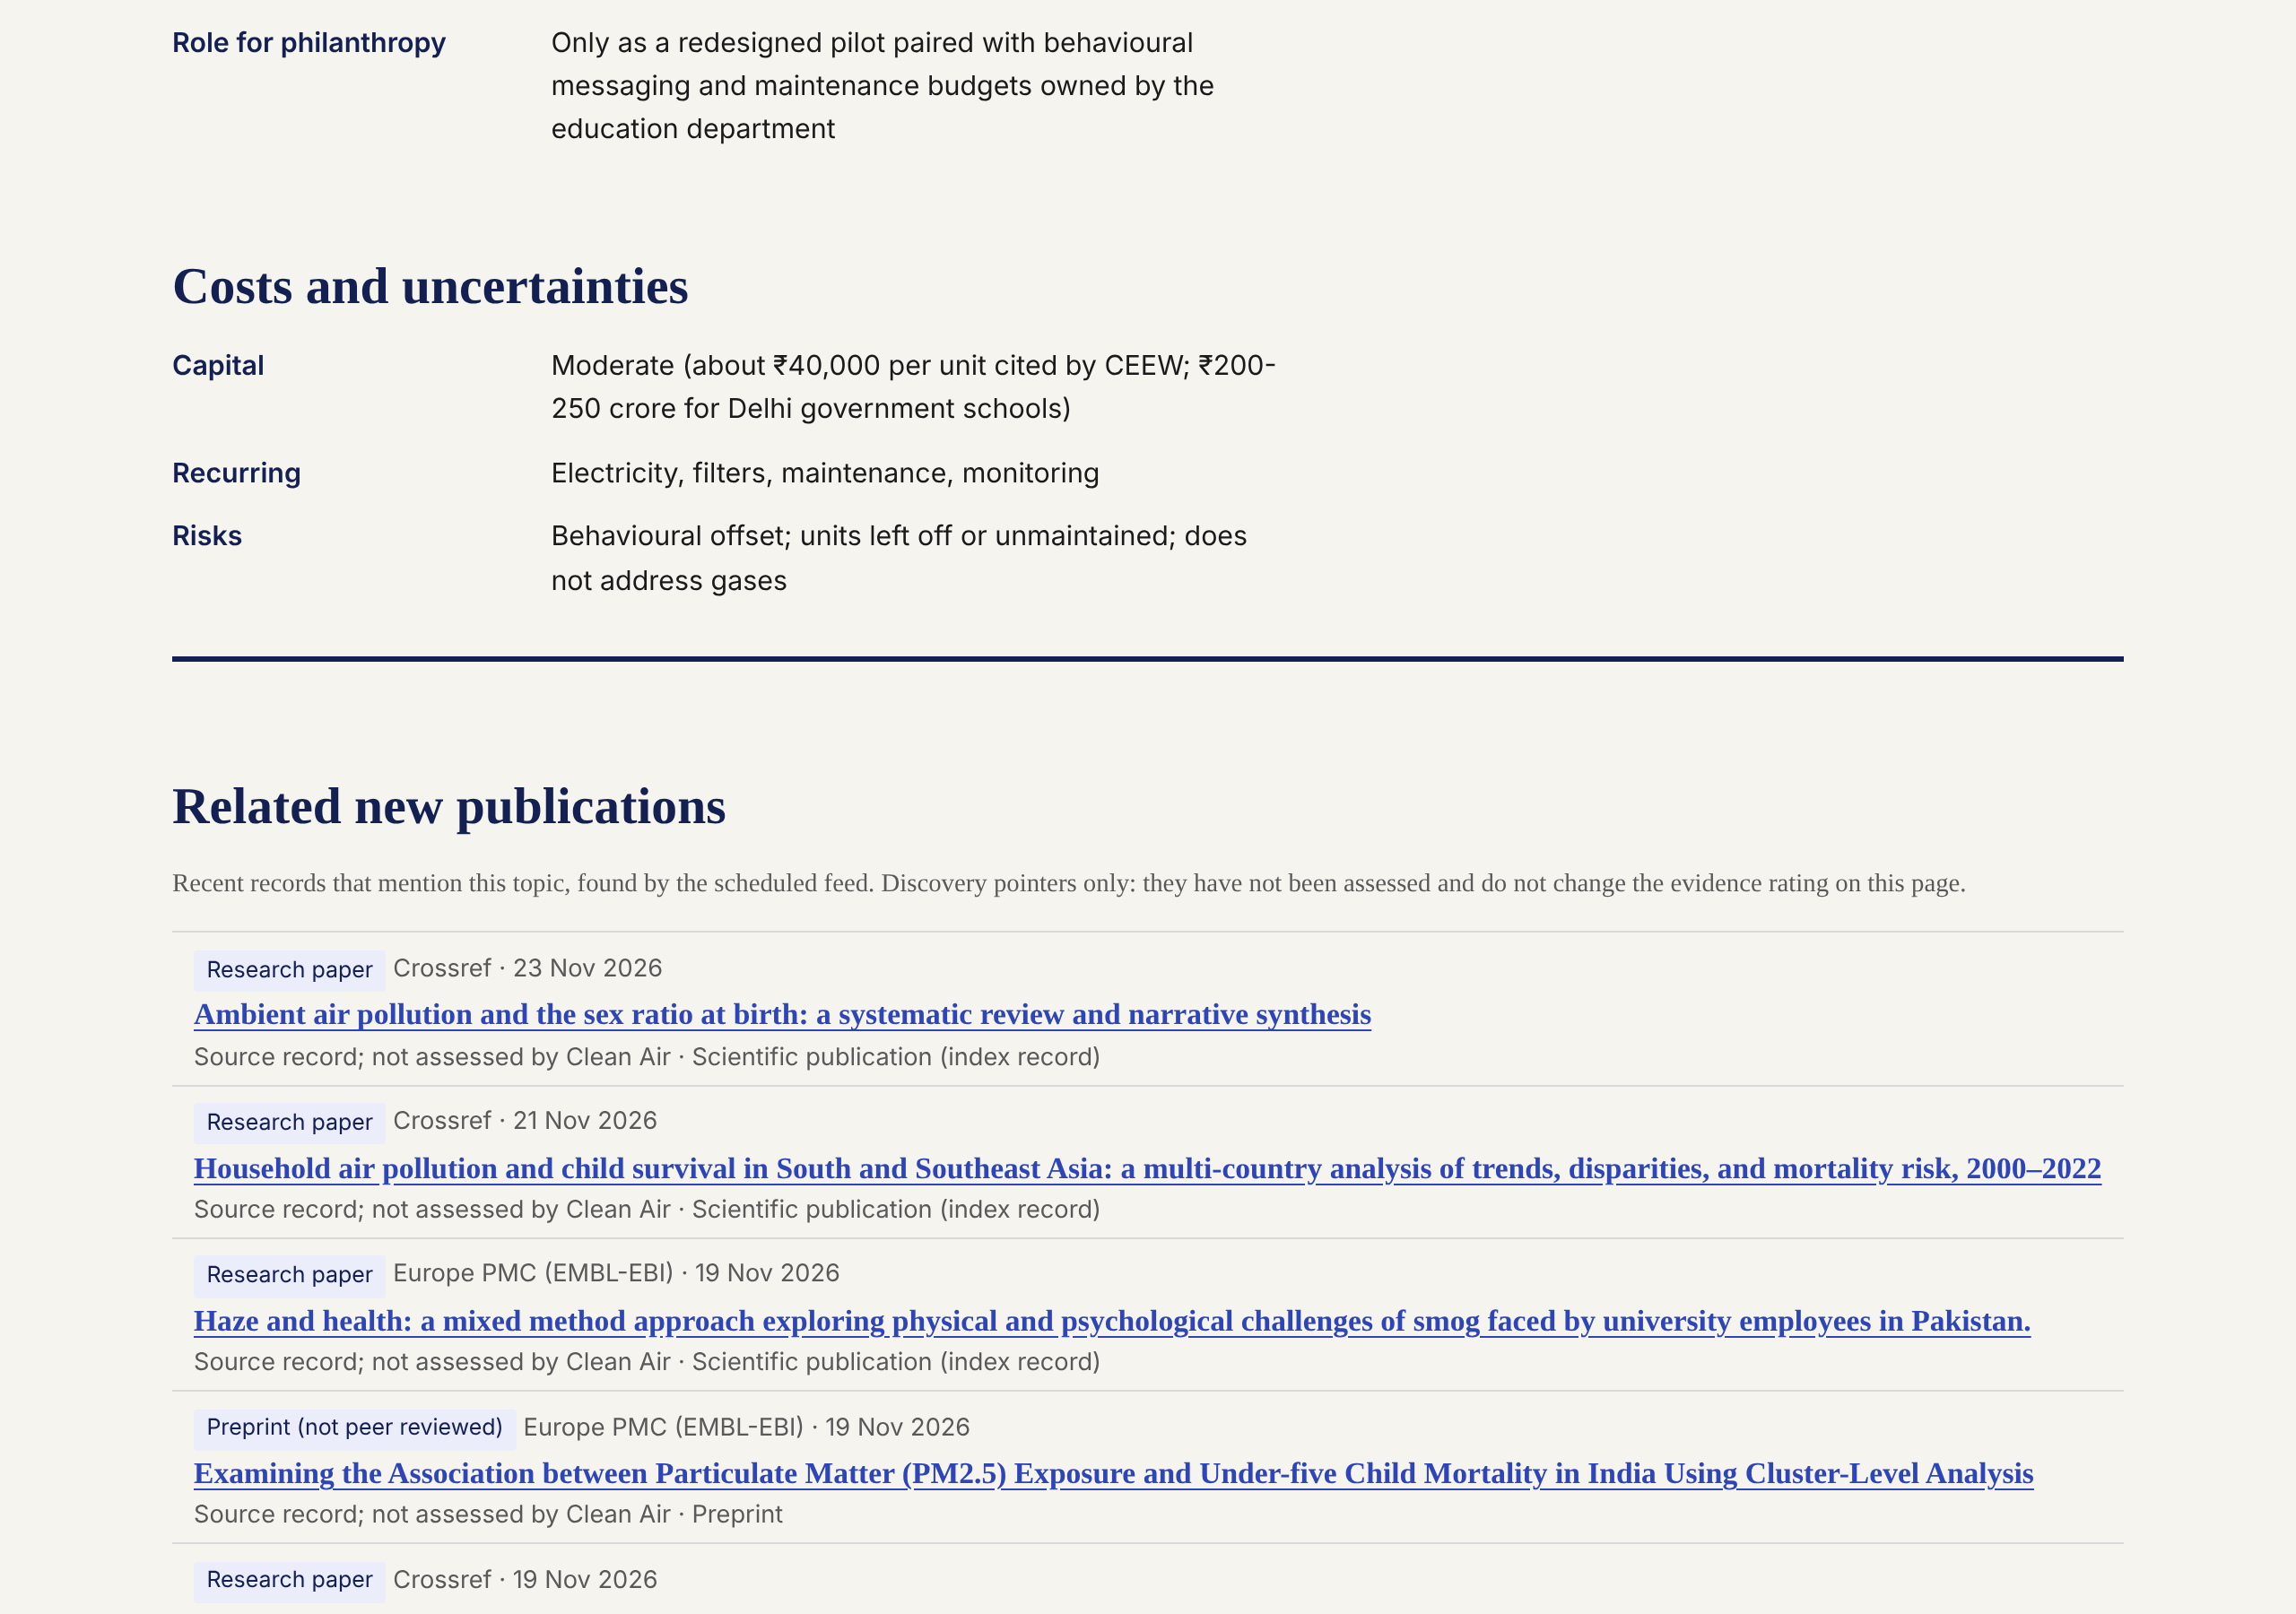 Role for philanthropy
Only as a redesigned pilot paired with behavioural
messaging and maintenance budgets owned by the
education department
Costs and uncertainties
Capital
Moderate (about ₹40,000 per unit cited by CEEW; ₹200-
250 crore for Delhi government schools)
Recurring
Electricity, filters, maintenance, monitoring
Risks
Behavioural offset; units left off or unmaintained; does
not address gases
Related new publications
Recent records that mention this topic, found by the scheduled feed. Discovery pointers only: they have not been assessed and do not change the evidence rating on this page.
Research paper Crossref · 23 Nov 2026
Ambient air pollution and the sex ratio at birth: a systematic review and narrative synthesis
Source record; not assessed by Clean Air · Scientific publication (index record)
Research paper Crossref · 21 Nov 2026
Household air pollution and child survival in South and Southeast Asia: a multi-country analysis of trends, disparities, and mortality risk, 2000–2022
Source record; not assessed by Clean Air · Scientific publication (index record)
Research paper Europe PMC (EMBL-EBI) · 19 Nov 2026
Haze and health: a mixed method approach exploring physical and psychological challenges of smog faced by university employees in Pakistan.
Source record; not assessed by Clean Air · Scientific publication (index record)
Preprint (not peer reviewed) Europe PMC (EMBL-EBI) · 19 Nov 2026
Examining the Association between Particulate Matter (PM2.5) Exposure and Under-five Child Mortality in India Using Cluster-Level Analysis
Source record; not assessed by Clean Air · Preprint
Research paper Crossref · 19 Nov 2026